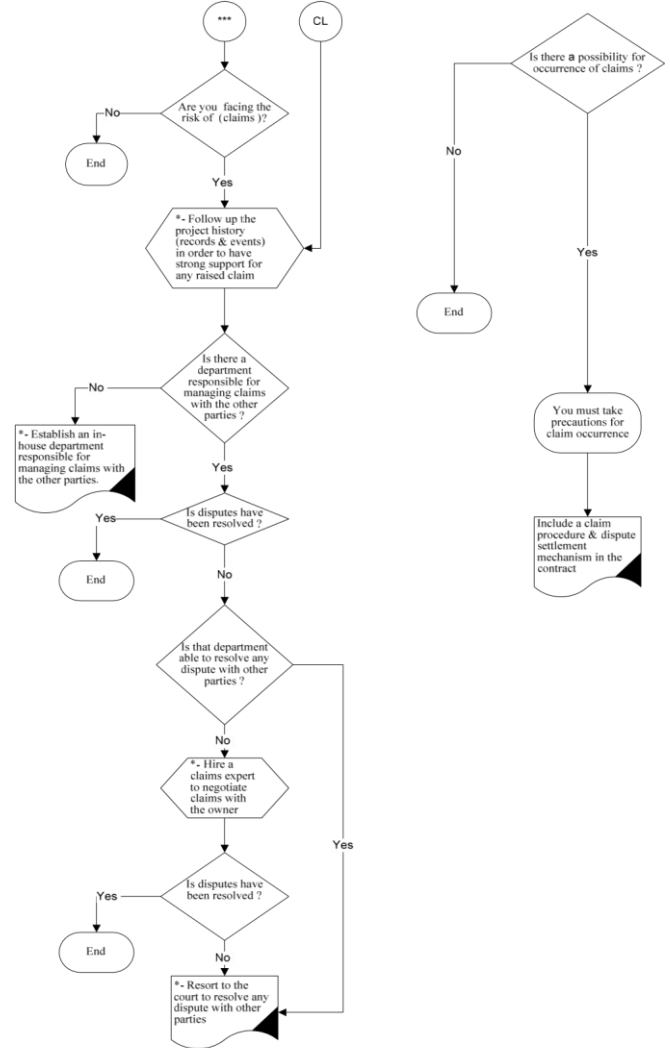 ***
CL
Are you facing the
risk of (claims )?
No
End
Yes
*- Follow up the
project history
(records & events)
in order to have
strong support for
any raised claim
Is there a
department
responsible for
managing claims
with the other
parties ?
No
*- Establish an in-
house department
responsible for
managing claims with
the other parties.
Yes
Is disputes have
been resolved ?
Yes
End
No
Is that department
able to resolve any
dispute with other
parties ?
No
Yes
*- Hire a
claims expert
to negotiate
claims with
the owner
Is disputes have
been resolved ?
Yes
End
No
*- Resort to the
court to resolve any
dispute with other
parties
Is there a possibility for
occurrence of claims ?
No
End
Yes
You must take
precautions for
claim occurrence
Include a claim
procedure & dispute
settlement
mechanism in the
contract